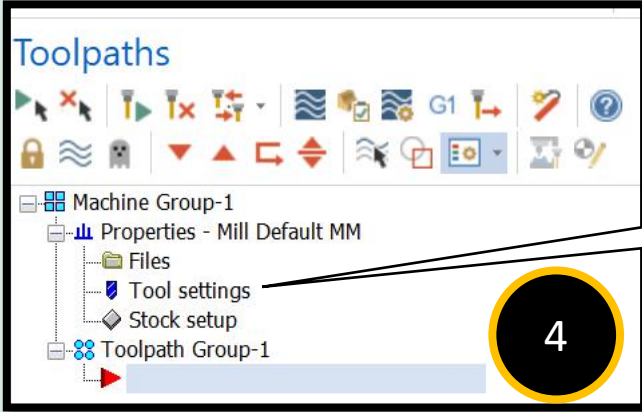 Toolpaths
G1
Machine Group-1
Properties - Mill Default MM
Files
Tool settings
Stock setup
Toolpath Group-1
4